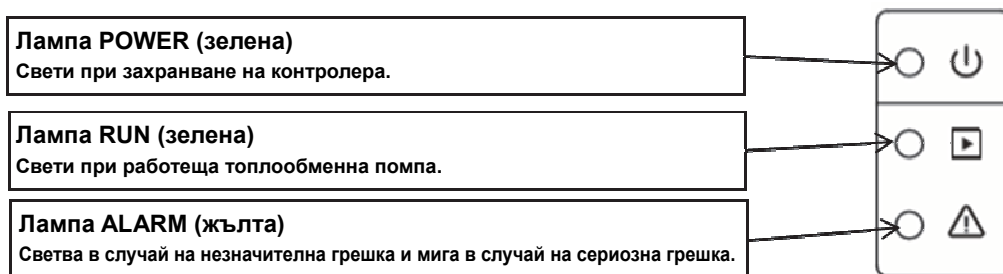 Лампа POWER (зелена)
Свети при захранване на контролера.
Лампа RUN (зелена)
Свети при работеща топлообменна помпа.
Лампа ALARM (жълта)
Светва в случай на незначителна грешка и мига в случай на сериозна грешка.